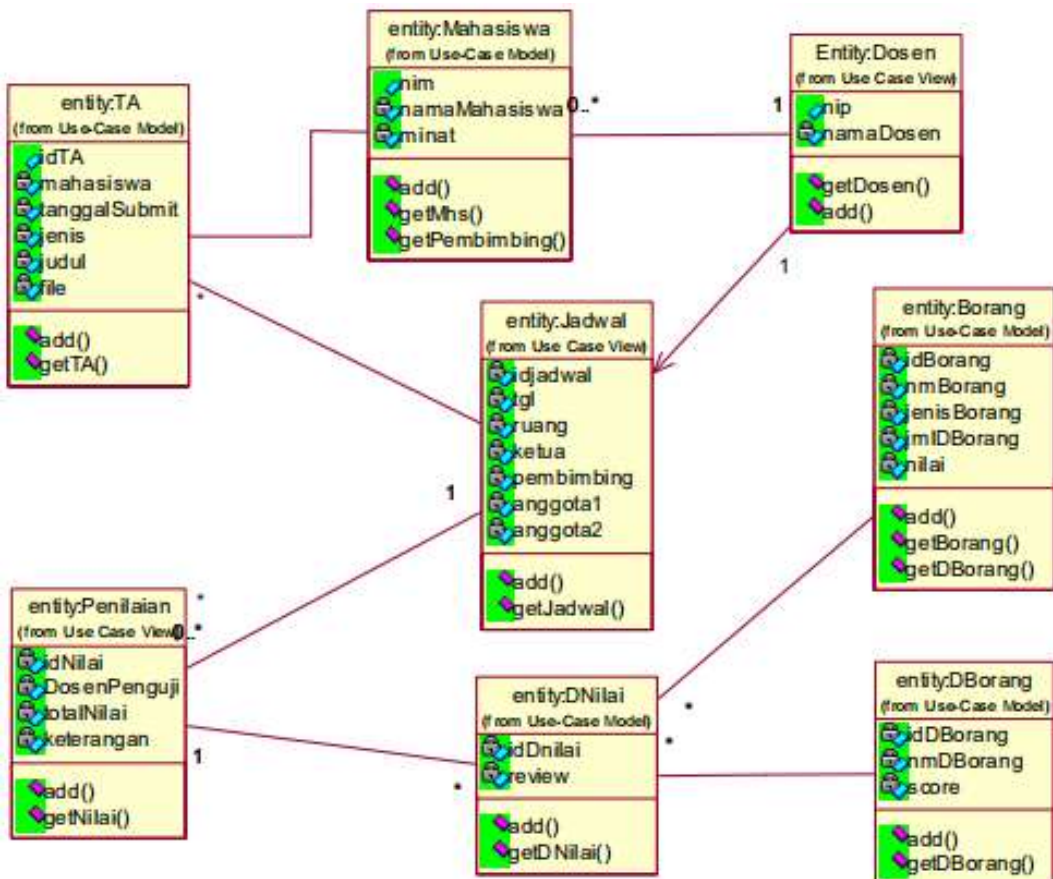 entity:Mahasiswa
(from Use-Case Model)
nim
namaMahasiswa
minat
add()
getMhs()
getPembimbing()
0..*
1
Entity:Dosen
(from Use Case View)
nip
namaDosen
getDosen()
add()
1
entity:TA
(from Use-Case Model)
idTA
mahasiswa
tanggalSubmit
jenis
judul
file
add()
getTA()
*
entity:Jadwal
(from Use Case View)
idjadwal
tgl
ruang
ketua
pembimbing
anggota1
anggota2
add()
getJadwal()
1
entity:Borang
(from Use-Case Model)
idBorang
nmBorang
jenisBorang
jmlDBorang
nilai
add()
getBorang()
getDBorang()
entity:Penilaian
(from Use Case View)
*
0..*
idNilai
DosenPenguji
totalNilai
keterangan
add()
getNilai()
1
*
entity:DNilai
(from Use-Case Model)
idDnilai
review
add()
getDNilai()
*
*
entity:DBorang
(from Use-Case Model)
idDBorang
nmDBorang
score
add()
getDBorang()